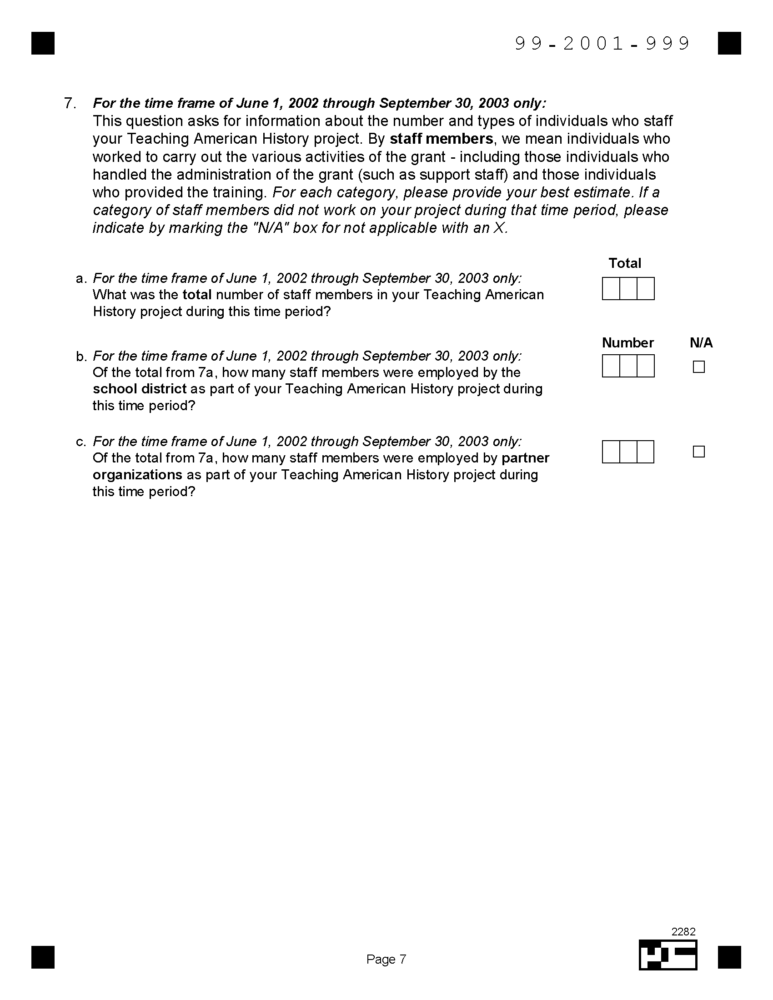 99-2001-999
7. For the time frame of June 1, 2002 through September 30, 2003 only:
This question asks for information about the number and types of individuals who staff
your Teaching American History project. By staff members, we mean individuals who
worked to carry out the various activities of the grant - including those individuals who
handled the administration of the grant (such as support staff) and those individuals
who provided the training. For each category, please provide your best estimate. If a
category of staff members did not work on your project during that time period, please
indicate by marking the "N/A" box for not applicable with an X.
Total
a. For the time frame of June 1, 2002 through September 30, 2003 only:
What was the total number of staff members in your Teaching American
History project during this time period?
Number N/A
b. For the time frame of June 1, 2002 through September 30, 2003 only:
Of the total from 7a, how many staff members were employed by the
school district as part of your Teaching American History project during
this time period?
c. For the time frame of June 1, 2002 through September 30, 2003 only:
Of the total from 7a, how many staff members were employed by partner
organizations as part of your Teaching American History project during
this time period?
2282
Page 7